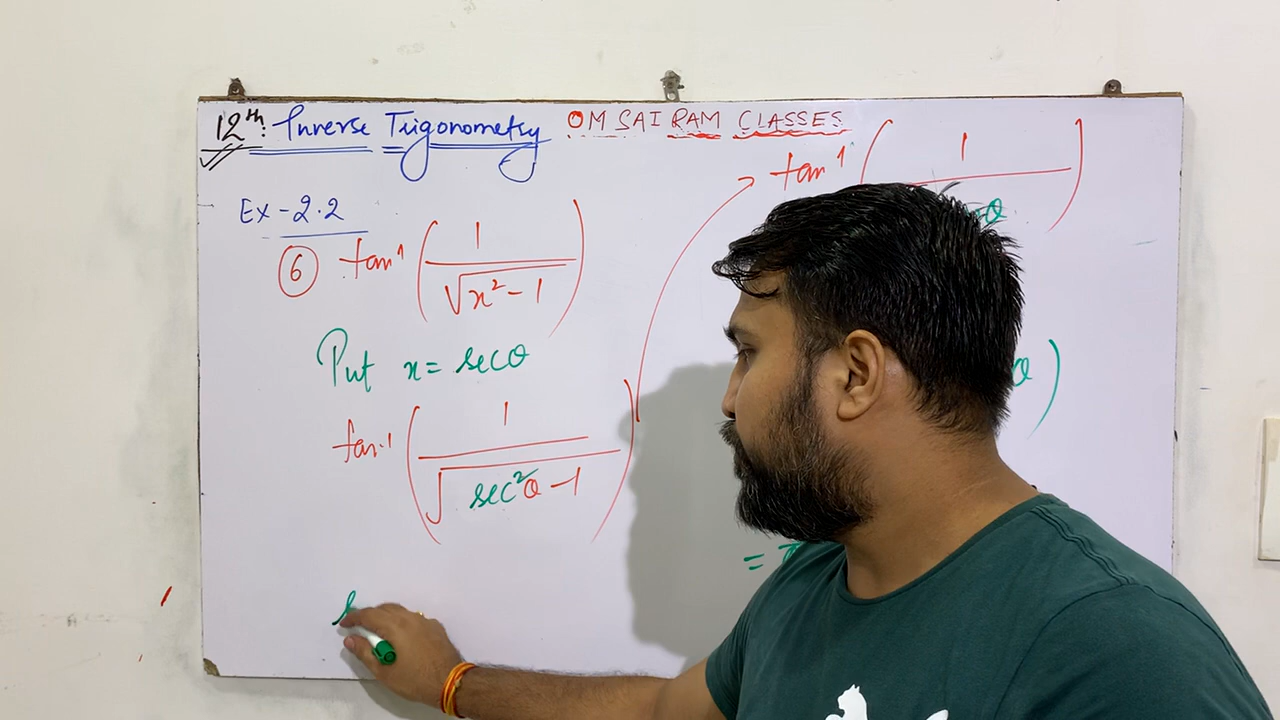 12th: Inverse Trigonometry
OM SAI RAM CLASSES
Ex-2.2
⑥ tan⁻¹ (1/√x²-1)
Put x = secθ
tan⁻¹ (1/√sec²θ-1)
s
tan⁻¹ (1
θ
θ)
= π